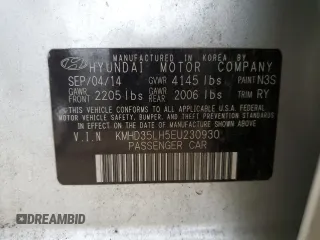 MANUFACTURED IN KOREA BY
HYUNDAI MOTOR COMPANY
SEP/04/14 GVWR 4145 lbs PAINT N3S
GAWR FRONT 2205 lbs GAWR REAR 2006 lbs TRIM RY
THIS VEHICLE CONFORMS TO ALL APPLICABLE
FEDERAL MOTOR VEHICLE SAFETY, BUMPER, AND
THEFT PREVENTION STANDARDS IN EFFECT ON
THE DATE OF MANUFACTURE SHOWN ABOVE.
V.I.N KMHD35LH5EU230930
PASSENGER CAR